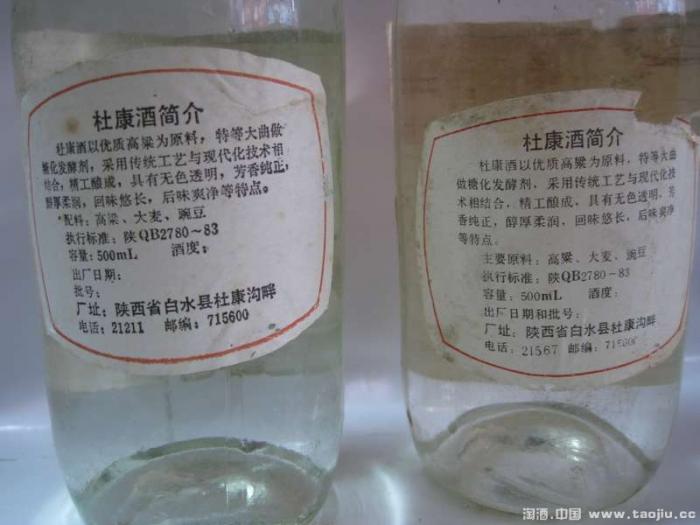 杜康酒简介
杜康酒以优质高粱为原料，特等大曲做
糖化发酵剂，采用传统工艺与现代化技术相
结合，精工酿成，具有无色透明，芳香纯正，
醇厚柔润，回味悠长，后味爽净等特点。
配料：高粱、大麦、豌豆
执行标准：陕QB2780-83
容量：500mL 酒度：
出厂日期：
批号：
厂址：陕西省白水县杜康沟畔
电话：21211 邮编：715600
杜康酒简介
杜康酒以优质高粱为原料，特等大曲
做糖化发酵剂，采用传统工艺与现代化技
术相结合，精工酿成，具有无色透明，芳
香纯正，醇厚柔润，回味悠长，后味爽净
等特点。
主要原料：高粱、大麦、豌豆
执行标准：陕QB2780-83
容量：500mL 酒度：
出厂日期和批号：
厂址：陕西省白水县杜康沟畔
电话：21567 邮编：715600
淘酒.中国 www.taojiu.cc